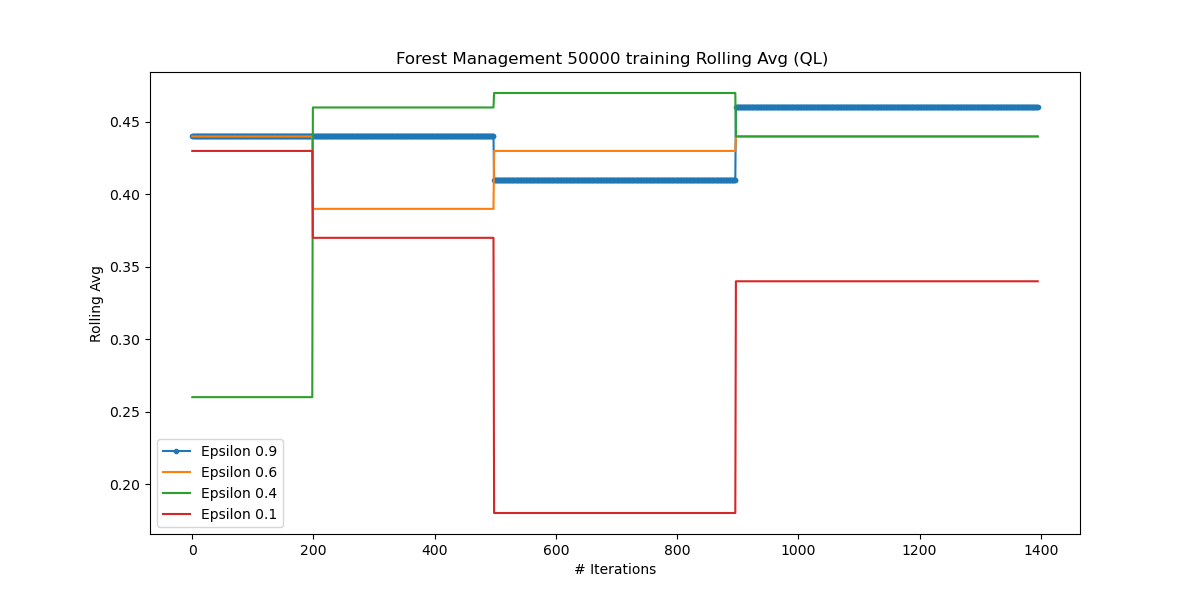 Forest Management 50000 training Rolling Avg (QL)
Rolling Avg
0.45
0.40
0.35
0.30
0.25
0.20
Epsilon 0.9
Epsilon 0.6
Epsilon 0.4
Epsilon 0.1
0 200 400 600 800 1000 1200 1400
# Iterations